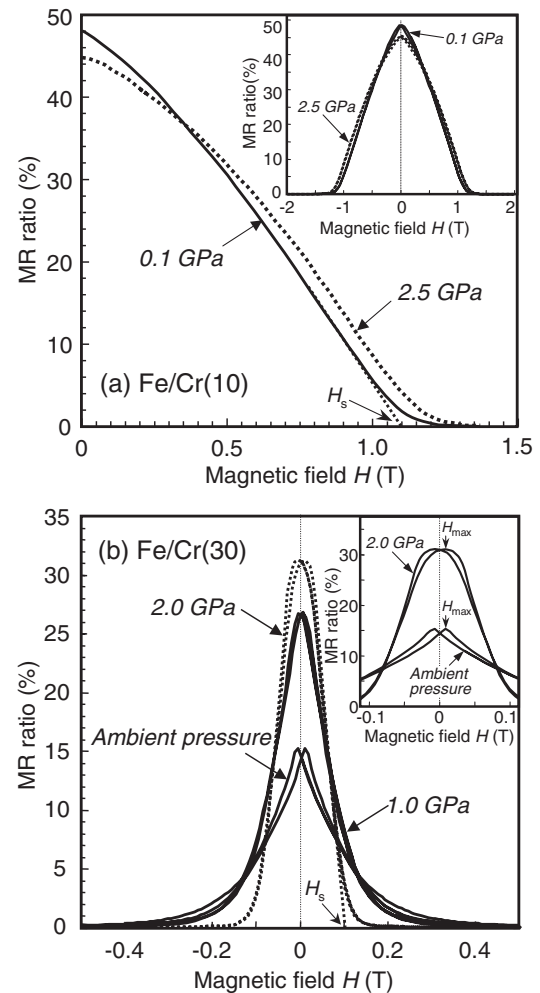 50
40
30
20
10
0
MR ratio (%)
0
0.5
1.0
1.5
Magnetic field H (T)
0.1 GPa
2.5 GPa
Hs
(a) Fe/Cr(10)
50
40
30
20
10
0
MR ratio(%)
-2
-1
0
1
2
Magnetic field H (T)
0.1 GPa
2.5 GPa
35
30
25
20
15
10
5
0
MR ratio (%)
-0.4
-0.2
0
0.2
0.4
Magnetic field H (T)
(b) Fe/Cr(30)
2.0 GPa
Ambient pressure
1.0 GPa
Hs
30
20
10
0
MR ratio (%)
-0.1
0
0.1
Magnetic field H (T)
2.0 GPa
Hmax
Hmax
Ambient
pressure